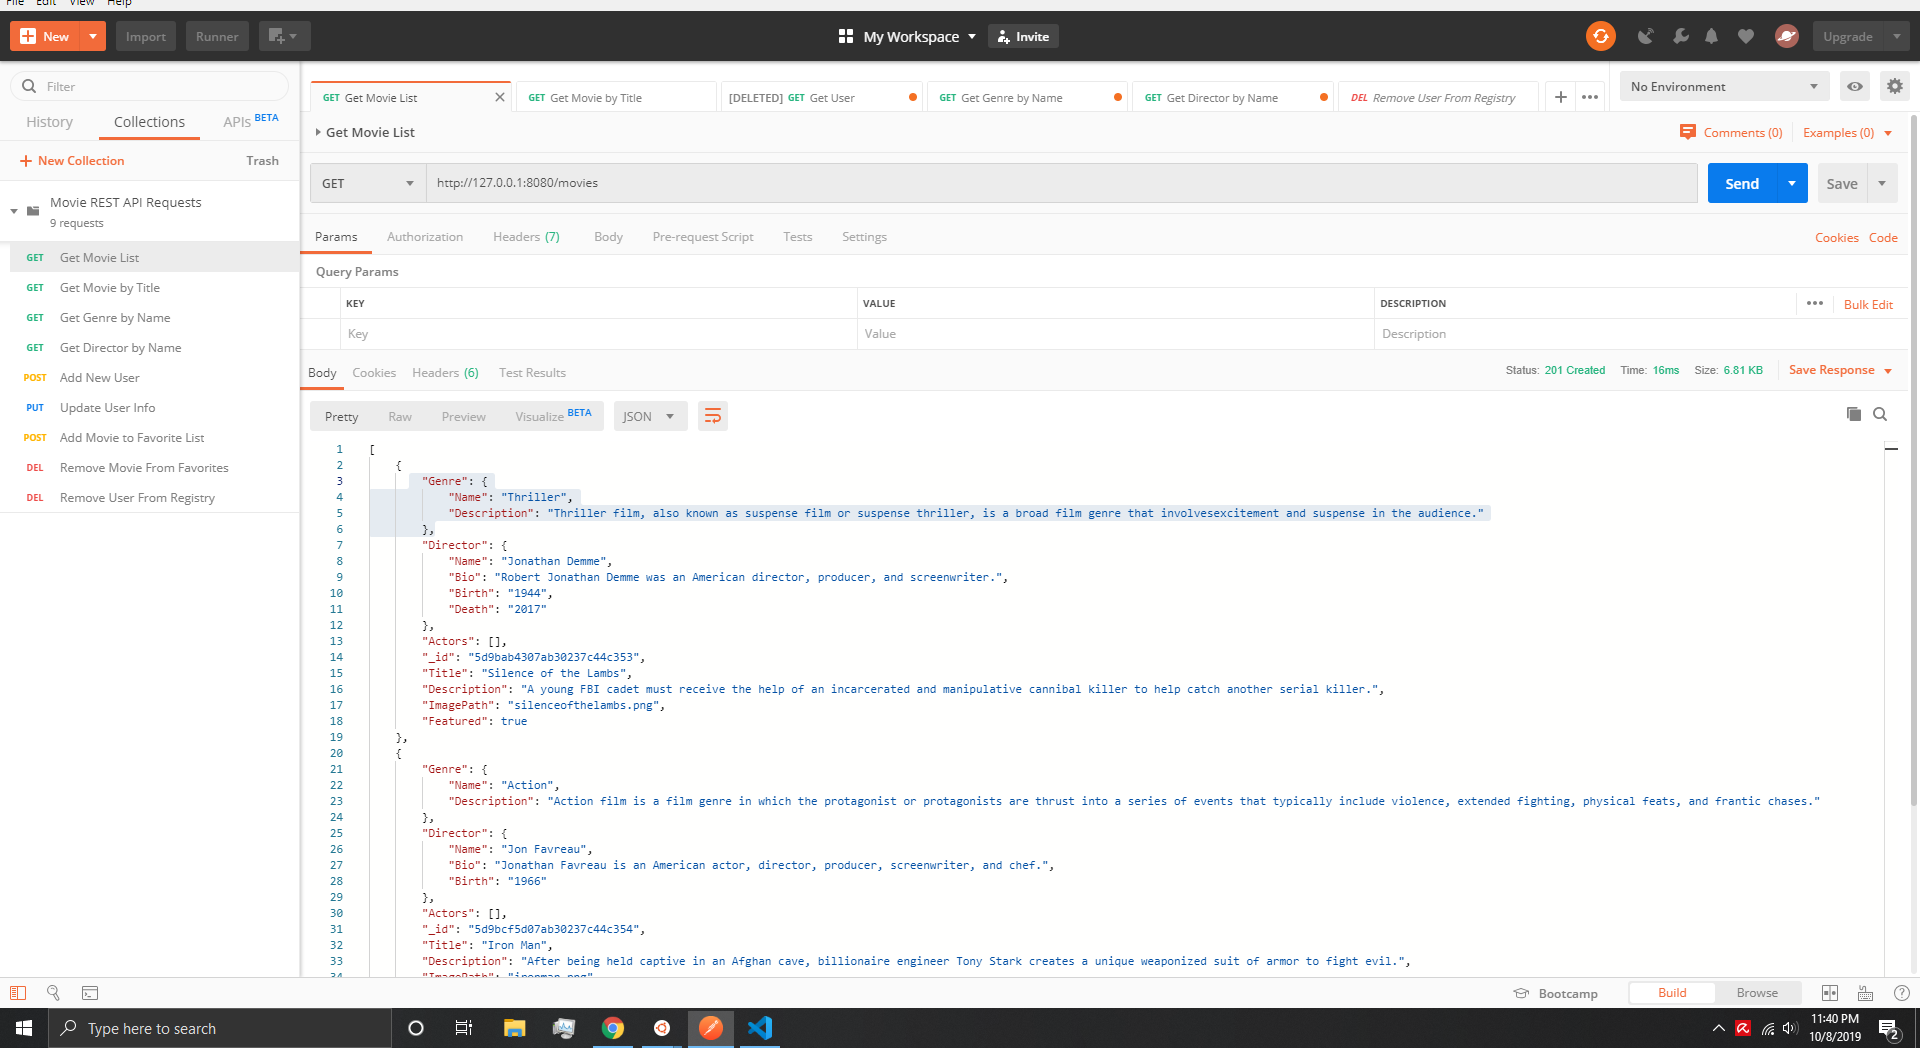 File Edit View Help
New Import Runner My Workspace Invite Upgrade
Filter
History Collections APIs BETA
New Collection Trash
Movie REST API Requests
9 requests
GET Get Movie List
GET Get Movie by Title
GET Get Genre by Name
GET Get Director by Name
POST Add New User
PUT Update User Info
POST Add Movie to Favorite List
DEL Remove Movie From Favorites
DEL Remove User From Registry
GET Get Movie List GET Get Movie by Title [DELETED] GET Get User GET Get Genre by Name GET Get Director by Name DEL Remove User From Registry No Environment
Get Movie List Comments (0) Examples (0)
GET http://127.0.0.1:8080/movies Send Save
Params Authorization Headers (7) Body Pre-request Script Tests Settings Cookies Code
Query Params
KEY VALUE DESCRIPTION Bulk Edit
Key Value Description
Body Cookies Headers (6) Test Results Status: 201 Created Time: 16ms Size: 6.81 KB Save Response
Pretty Raw Preview Visualize BETA JSON
1 [
2 {
3 "Genre": {
4 "Name": "Thriller",
5 "Description": "Thriller film, also known as suspense film or suspense thriller, is a broad film genre that involvesexcitement and suspense in the audience."
6 },
7 "Director": {
8 "Name": "Jonathan Demme",
9 "Bio": "Robert Jonathan Demme was an American director, producer, and screenwriter.",
10 "Birth": "1944",
11 "Death": "2017"
12 },
13 "Actors": [],
14 "_id": "5d9bab4307ab30237c44c353",
15 "Title": "Silence of the Lambs",
16 "Description": "A young FBI cadet must receive the help of an incarcerated and manipulative cannibal killer to help catch another serial killer.",
17 "ImagePath": "silenceofthelambs.png",
18 "Featured": true
19 },
20 {
21 "Genre": {
22 "Name": "Action",
23 "Description": "Action film is a film genre in which the protagonist or protagonists are thrust into a series of events that typically include violence, extended fighting, physical feats, and frantic chases."
24 },
25 "Director": {
26 "Name": "Jon Favreau",
27 "Bio": "Jonathan Favreau is an American actor, director, producer, screenwriter, and chef.",
28 "Birth": "1966"
29 },
30 "Actors": [],
31 "_id": "5d9bcf5d07ab30237c44c354",
32 "Title": "Iron Man",
33 "Description": "After being held captive in an Afghan cave, billionaire engineer Tony Stark creates a unique weaponized suit of armor to fight evil.",
34 "ImagePath": "ironman.png",
Bootcamp Build Browse
Type here to search
11:40 PM
10/8/2019
2